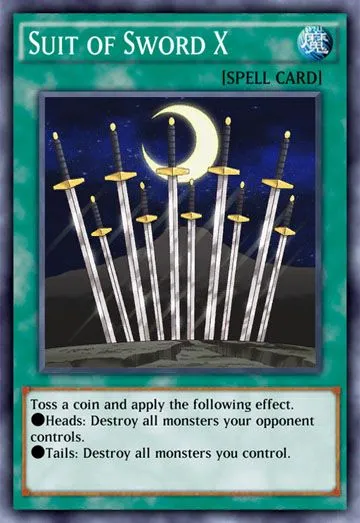 SUIT OF SWORD X
[SPELL CARD]
Toss a coin and apply the following effect.
●Heads: Destroy all monsters your opponent
controls.
●Tails: Destroy all monsters you control.